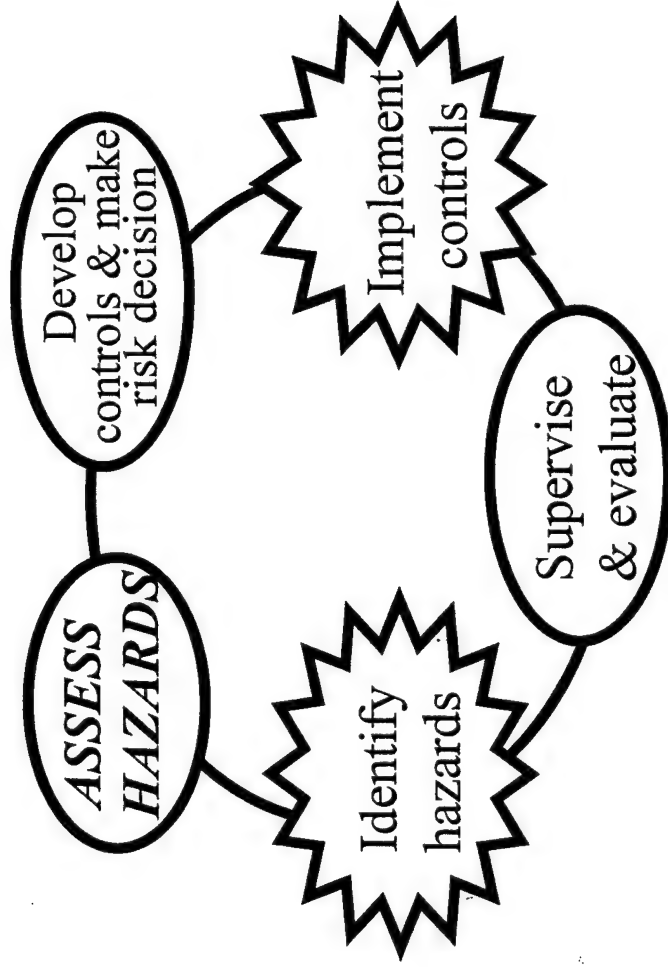 ASSESS
HAZARDS
Develop
controls & make
risk decision
Identify
hazards
Implement
controls
Supervise
& evaluate